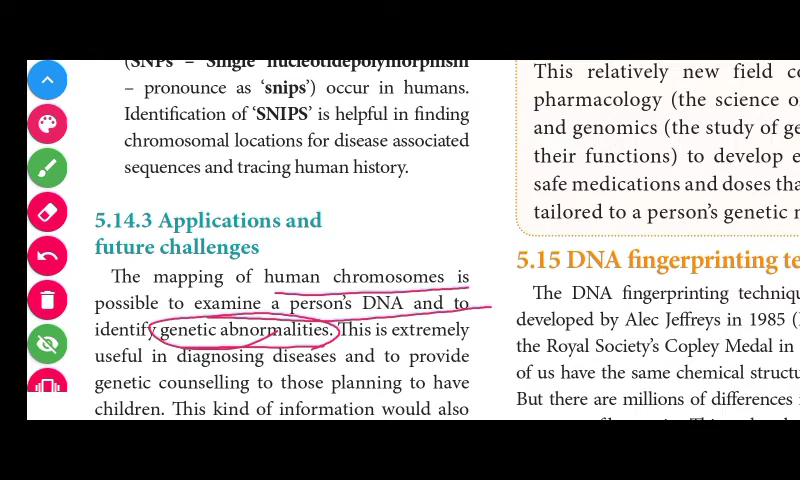 (SNPs – Single nucleotidepolymorphism
– pronounce as ‘snips’) occur in humans.
Identification of ‘SNIPS’ is helpful in finding
chromosomal locations for disease associated
sequences and tracing human history.
5.14.3 Applications and
future challenges
The mapping of human chromosomes is
possible to examine a person's DNA and to
identify genetic abnormalities. This is extremely
useful in diagnosing diseases and to provide
genetic counselling to those planning to have
children. This kind of information would also
This relatively new field
pharmacology (the science
and genomics (the study of
their functions) to develop
safe medications and doses
tailored to a person’s genetic
5.15 DNA fingerprinting
The DNA fingerprinting
developed by Alec Jeffreys in 1985
the Royal Society’s Copley Medal in
of us have the same chemical
But there are millions of differences